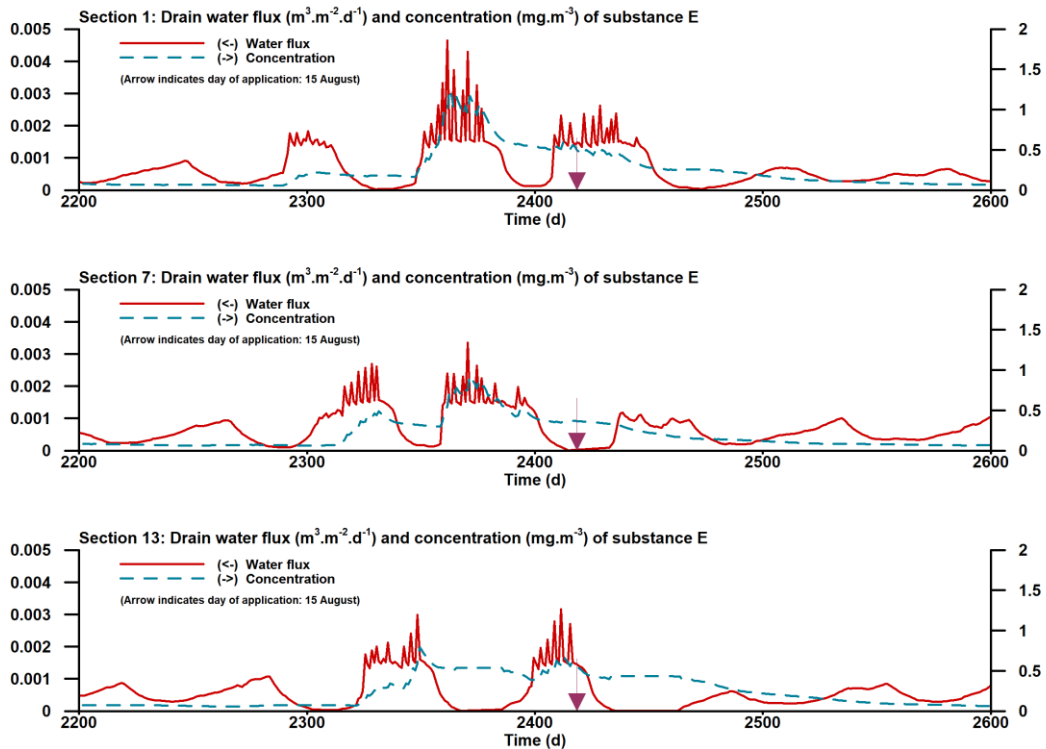 Section 1: Drain water flux (m³.m⁻².d⁻¹) and concentration (mg.m⁻³) of substance E
0.005
0.004
0.003
0.002
0.001
0
(<-) Water flux
(->) Concentration
(Arrow indicates day of application: 15 August)
2
1.5
1
0.5
0
2200 2300 2400 2500 2600
Time (d)
Section 7: Drain water flux (m³.m⁻².d⁻¹) and concentration (mg.m⁻³) of substance E
0.005
0.004
0.003
0.002
0.001
0
(<-) Water flux
(->) Concentration
(Arrow indicates day of application: 15 August)
2
1.5
1
0.5
0
2200 2300 2400 2500 2600
Time (d)
Section 13: Drain water flux (m³.m⁻².d⁻¹) and concentration (mg.m⁻³) of substance E
0.005
0.004
0.003
0.002
0.001
0
(<-) Water flux
(->) Concentration
(Arrow indicates day of application: 15 August)
2
1.5
1
0.5
0
2200 2300 2400 2500 2600
Time (d)